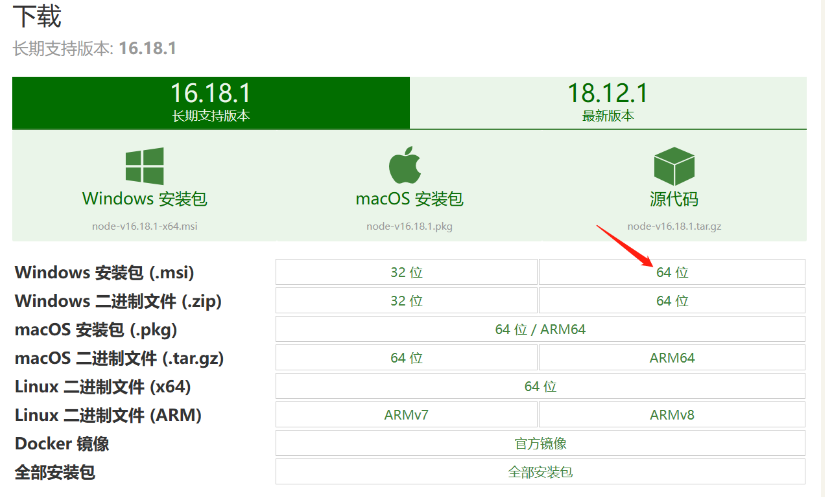 下载
长期支持版本: 16.18.1
16.18.1
长期支持版本
18.12.1
最新版本
Windows 安装包
node-v16.18.1-x64.msi
macOS 安装包
node-v16.18.1.pkg
源代码
node-v16.18.1.tar.gz
Windows 安装包 (.msi) 32 位 64 位
Windows 二进制文件 (.zip) 32 位 64 位
macOS 安装包 (.pkg) 64 位 / ARM64
macOS 二进制文件 (.tar.gz) 64 位 ARM64
Linux 二进制文件 (x64) 64 位
Linux 二进制文件 (ARM) ARMv7 ARMv8
Docker 镜像 官方镜像
全部安装包 全部安装包